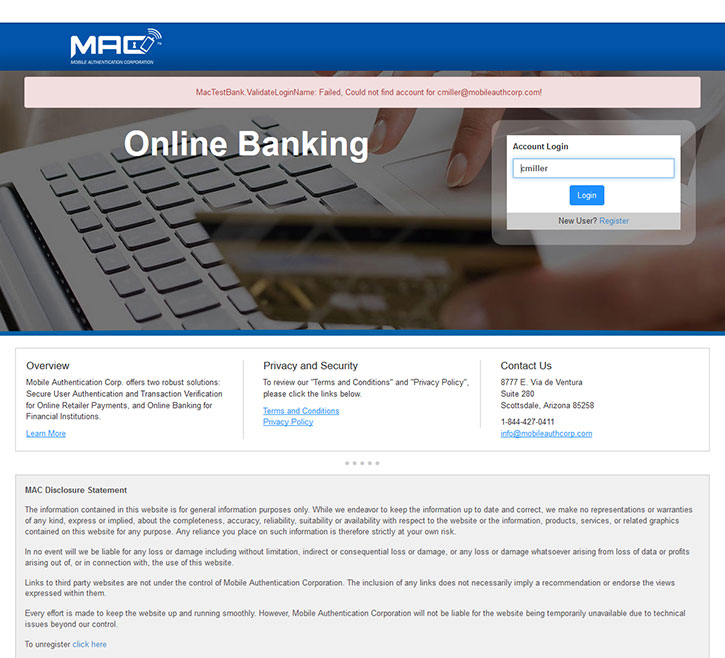 MAC
TM
MOBILE AUTHENTICATION CORPORATION
MacTestBank.ValidateLoginName: Failed, Could not find account for cmiller@mobileauthcorp.com!
Online Banking
Account Login
cmiller
Login
New User? Register
Overview
Mobile Authentication Corp. offers two robust solutions:
Secure User Authentication and Transaction Verification
for Online Retailer Payments, and Online Banking for
Financial Institutions.
Learn More
Privacy and Security
To review our "Terms and Conditions" and "Privacy Policy",
please click the links below.
Terms and Conditions
Privacy Policy
Contact Us
8777 E. Via de Ventura
Suite 280
Scottsdale, Arizona 85258
1-844-427-0411
info@mobileauthcorp.com
MAC Disclosure Statement
The information contained in this website is for general information purposes only. While we endeavor to keep the information up to date and correct, we make no representations or warranties
of any kind, express or implied, about the completeness, accuracy, reliability, suitability or availability with respect to the website or the information, products, services, or related graphics
contained on this website for any purpose. Any reliance you place on such information is therefore strictly at your own risk.
In no event will we be liable for any loss or damage including without limitation, indirect or consequential loss or damage, or any loss or damage whatsoever arising from loss of data or profits
arising out of, or in connection with, the use of this website.
Links to third party websites are not under the control of Mobile Authentication Corporation. The inclusion of any links does not necessarily imply a recommendation or endorse the views
expressed within them.
Every effort is made to keep the website up and running smoothly. However, Mobile Authentication Corporation will not be liable for the website being temporarily unavailable due to technical
issues beyond our control.
To unregister click here